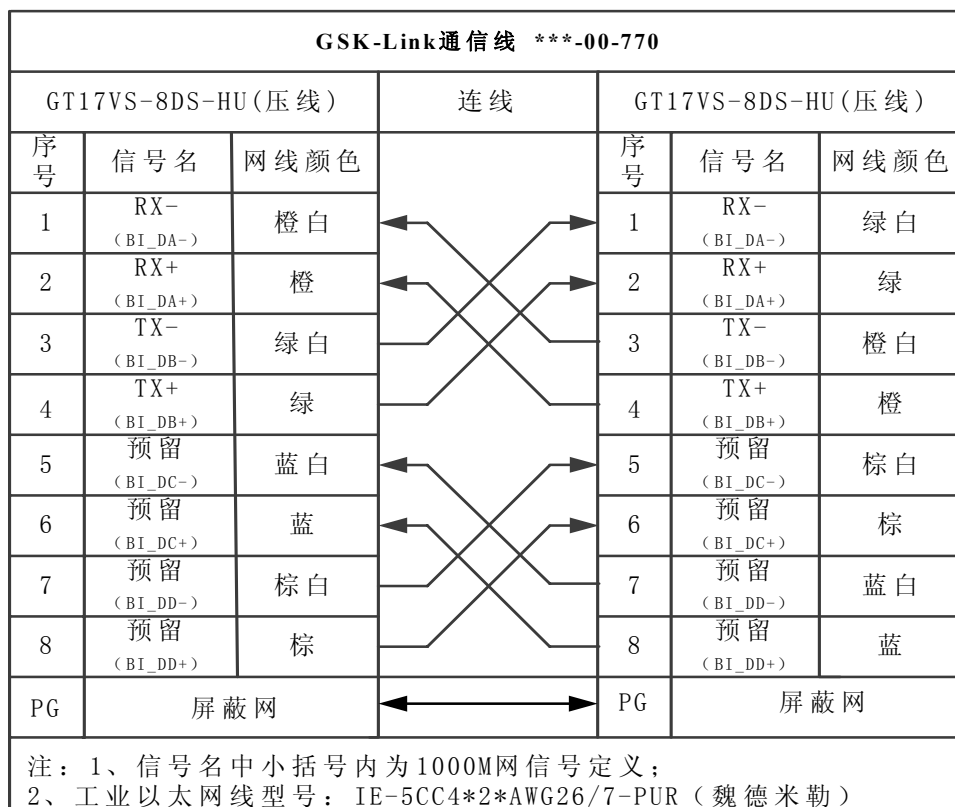 GSK-Link通信线 ***-00-770
GT17VS-8DS-HU(压线) 连线 GT17VS-8DS-HU(压线)
序号 信号名 网线颜色 序号 信号名 网线颜色
1 RX- (BI_DA-) 橙白 1 RX- (BI_DA-) 绿白
2 RX+ (BI_DA+) 橙 2 RX+ (BI_DA+) 绿
3 TX- (BI_DB-) 绿白 3 TX- (BI_DB-) 橙白
4 TX+ (BI_DB+) 绿 4 TX+ (BI_DB+) 橙
5 预留 (BI_DC-) 蓝白 5 预留 (BI_DC-) 棕白
6 预留 (BI_DC+) 蓝 6 预留 (BI_DC+) 棕
7 预留 (BI_DD-) 棕白 7 预留 (BI_DD-) 蓝白
8 预留 (BI_DD+) 棕 8 预留 (BI_DD+) 蓝
PG 屏蔽网 PG 屏蔽网
注：1、信号名中小括号内为1000M网信号定义；
2、工业以太网线型号：IE-5CC4*2*AWG26/7-PUR（魏德米勒）